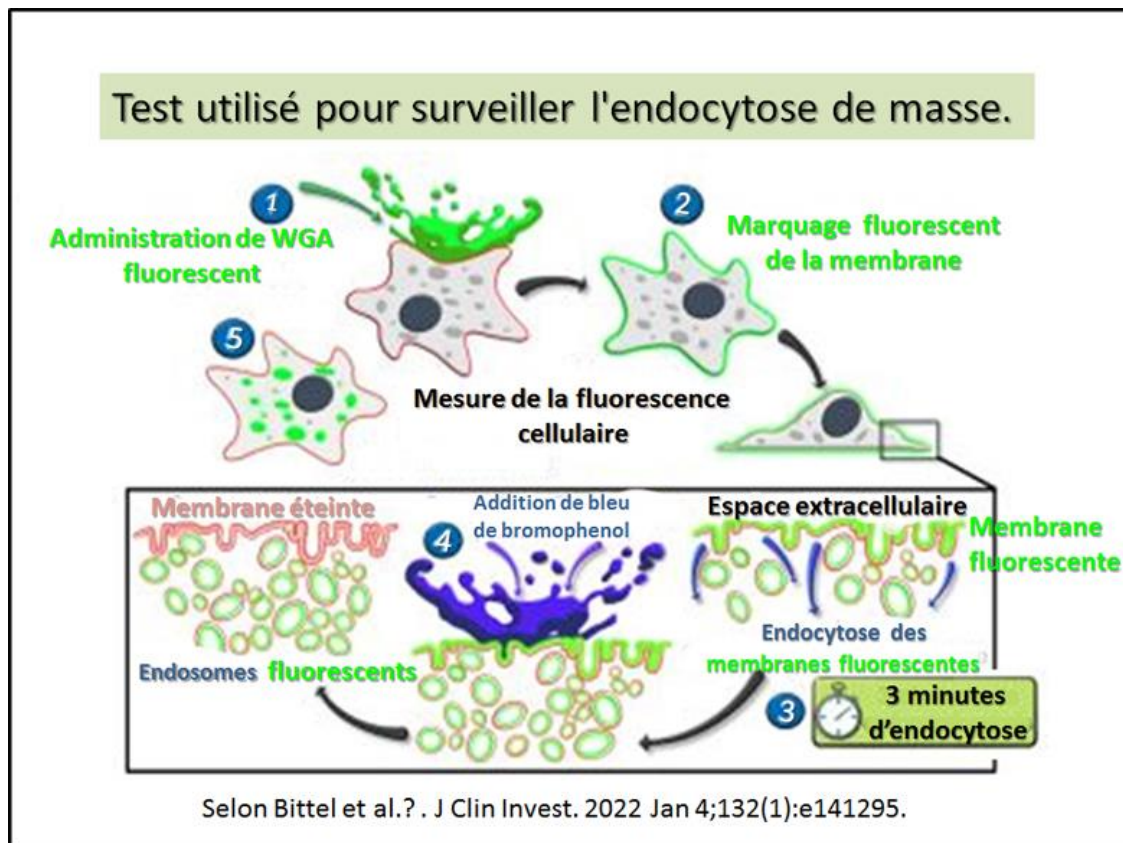 Test utilisé pour surveiller l'endocytose de masse.
1
Administration de WGA
fluorescent
2
Marquage fluorescent
de la membrane
5
Mesure de la fluorescence
cellulaire
Membrane éteinte
Endosomes fluorescents
4
Addition de bleu
de bromophenol
Espace extracellulaire
Membrane
fluorescente
Endocytose des
membranes fluorescentes
3
3 minutes
d'endocytose
Selon Bittel et al.? . J Clin Invest. 2022 Jan 4;132(1):e141295.